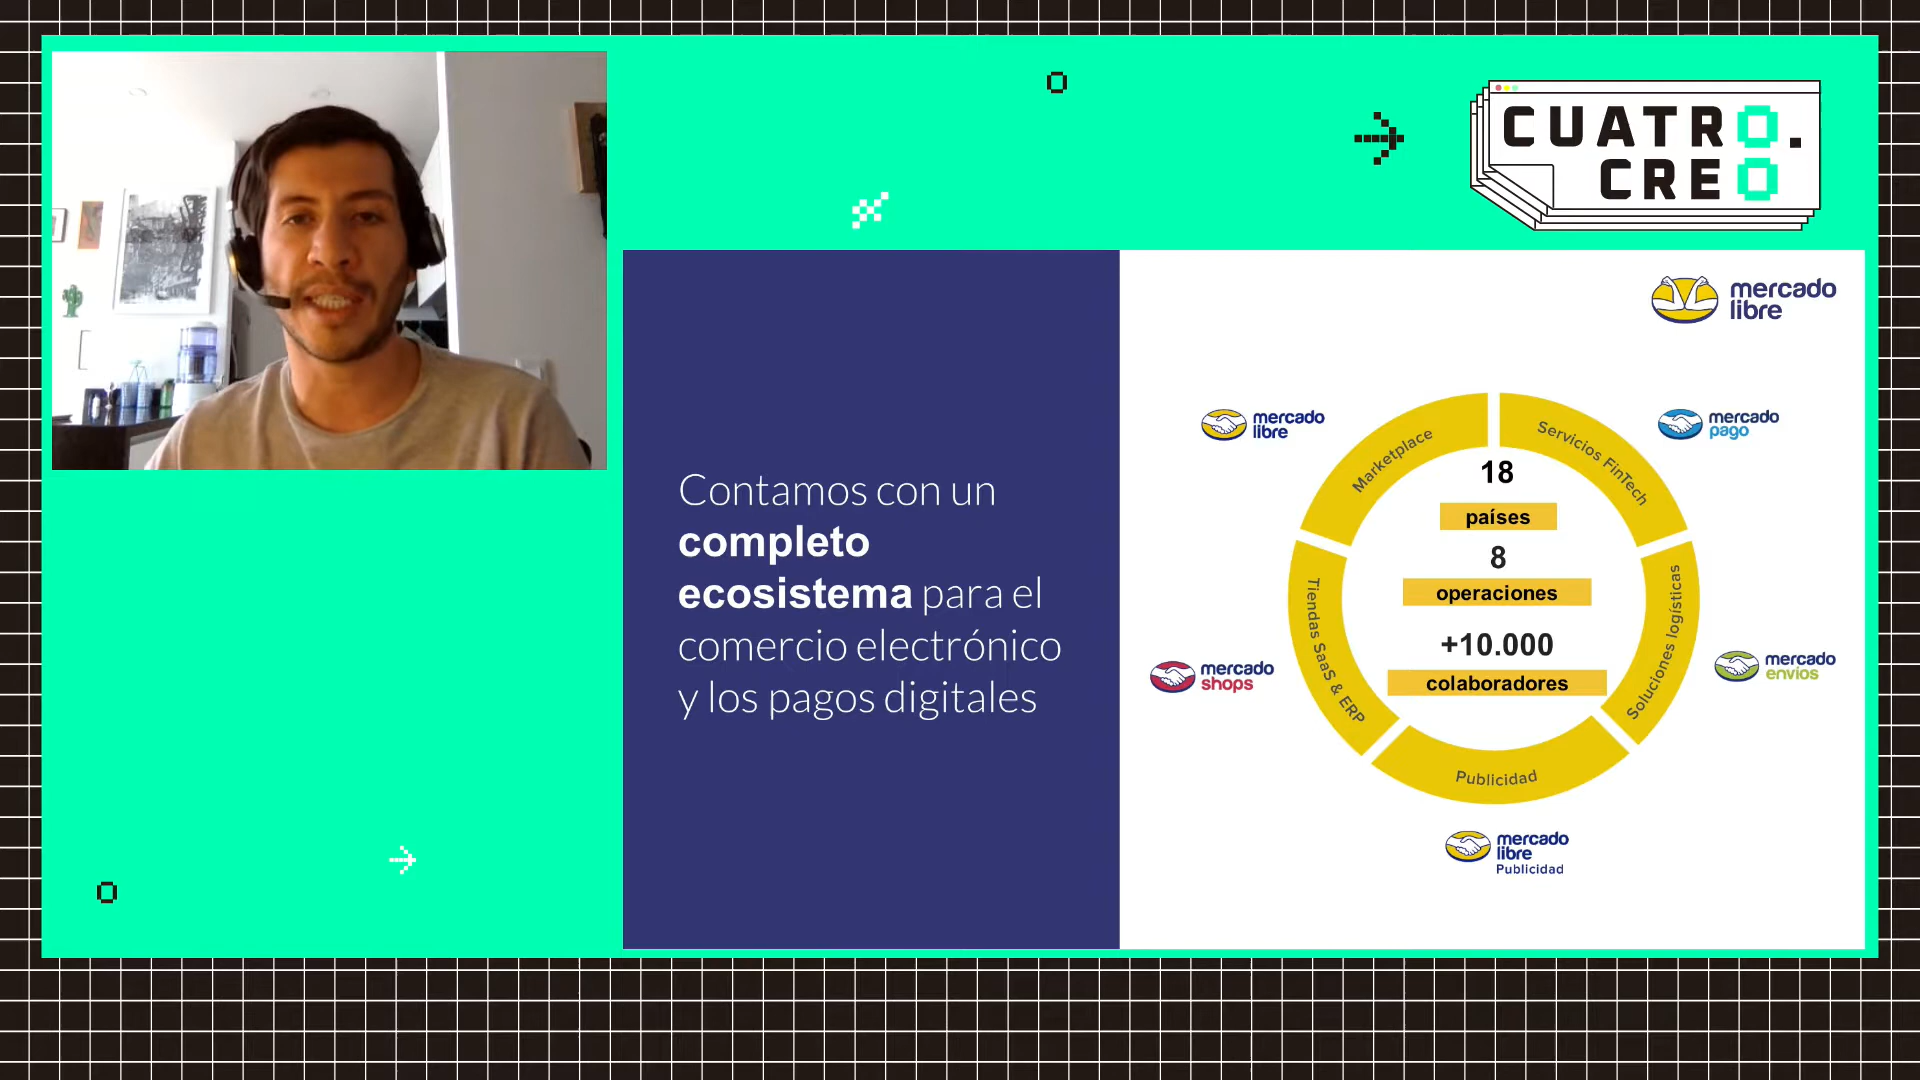 CUATRO.
CREO
Contamos con un
completo
ecosistema para el
comercio electrónico
y los pagos digitales
mercado
libre
mercado
libre
mercado
pago
Marketplace
Servicios FinTech
18
países
8
operaciones
+10.000
colaboradores
Tiendas SaaS & ERP
Soluciones logísticas
mercado
shops
mercado
envíos
Publicidad
mercado
libre
Publicidad